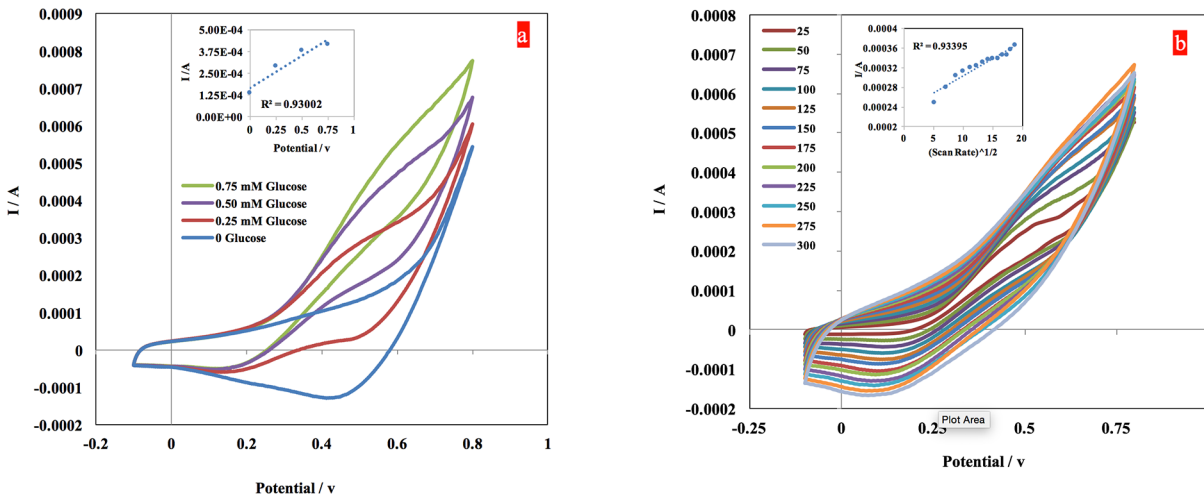 a
0.0009
0.0008
0.0007
0.0006
0.0005
0.0004
0.0003
0.0002
0.0001
0
-0.0001
-0.0002
-0.2
0
0.2
0.4
0.6
0.8
1
I / A
Potential / v
5.00E-04
3.75E-04
2.50E-04
1.25E-04
0.00E+00
0 0.25 0.50 0.75 1
I / A
R² = 0.93002
Potential / v
0.75 mM Glucose
0.50 mM Glucose
0.25 mM Glucose
0 Glucose
b
0.0008
0.0007
0.0006
0.0005
0.0004
0.0003
0.0002
0.0001
0
-0.0001
-0.0002
-0.25
0
0.25
0.5
0.75
I / A
Potential / v
25
50
75
100
125
150
175
200
225
250
275
300
0.0004
0.00036
0.00032
0.00028
0.00024
0.0002
0 5 10 15 20
I/ A
R² = 0.93395
(Scan Rate)^1/2
Plot Area